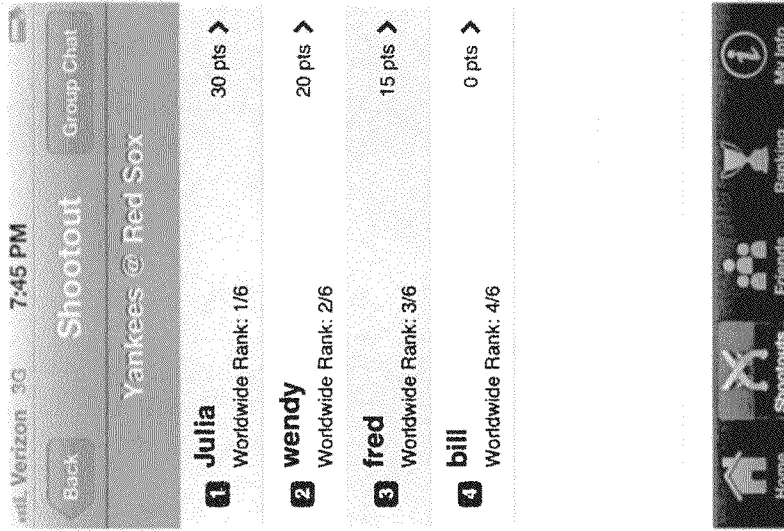 Verizon 3G 7:45 PM
Back Shootout Group Chat
Yankees @ Red Sox
1 Julia 30 pts
Worldwide Rank: 1/6
2 wendy 20 pts
Worldwide Rank: 2/6
3 fred 15 pts
Worldwide Rank: 3/6
4 bill 0 pts
Worldwide Rank: 4/6
Home Shootouts Friends Ranking My Info